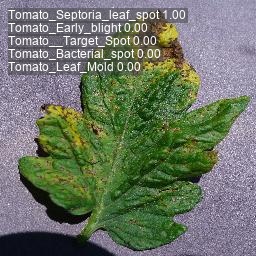 Tomato_Septoria_leaf_spot 1.00
Tomato_Early_blight 0.00
Tomato__Target_Spot 0.00
Tomato_Bacterial_spot 0.00
Tomato_Leaf_Mold 0.00